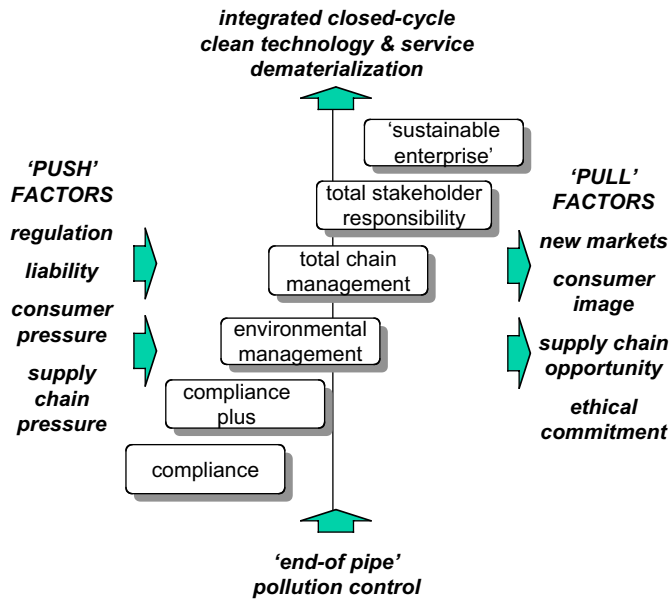 integrated closed-cycle
clean technology & service
dematerialization
‘sustainable
enterprise’
‘PUSH’
FACTORS
regulation
liability
consumer
pressure
supply
chain
pressure
total stakeholder
responsibility
total chain
management
environmental
management
compliance
plus
compliance
‘PULL’
FACTORS
new markets
consumer
image
supply chain
opportunity
ethical
commitment
‘end-of pipe’
pollution control